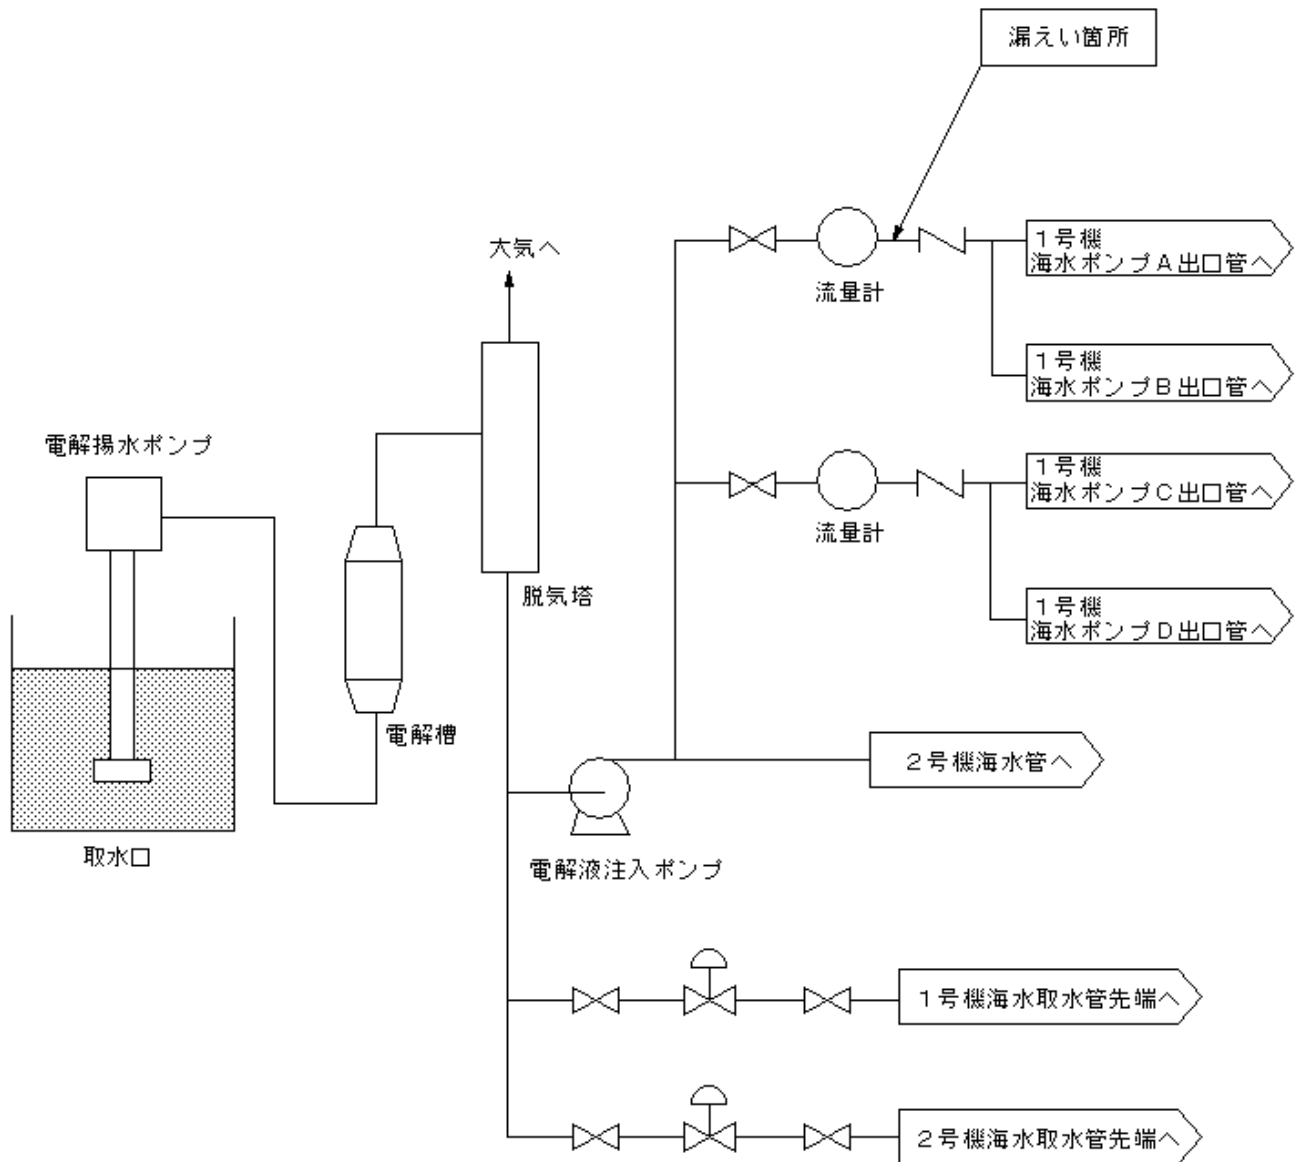 漏えい箇所
大気へ
１号機
海水ポンプＡ出口管へ
流量計
１号機
海水ポンプＢ出口管へ
電解揚水ポンプ
１号機
海水ポンプＣ出口管へ
流量計
脱気塔
１号機
海水ポンプＤ出口管へ
電解槽
２号機海水管へ
取水口
電解液注入ポンプ
１号機海水取水管先端へ
２号機海水取水管先端へ